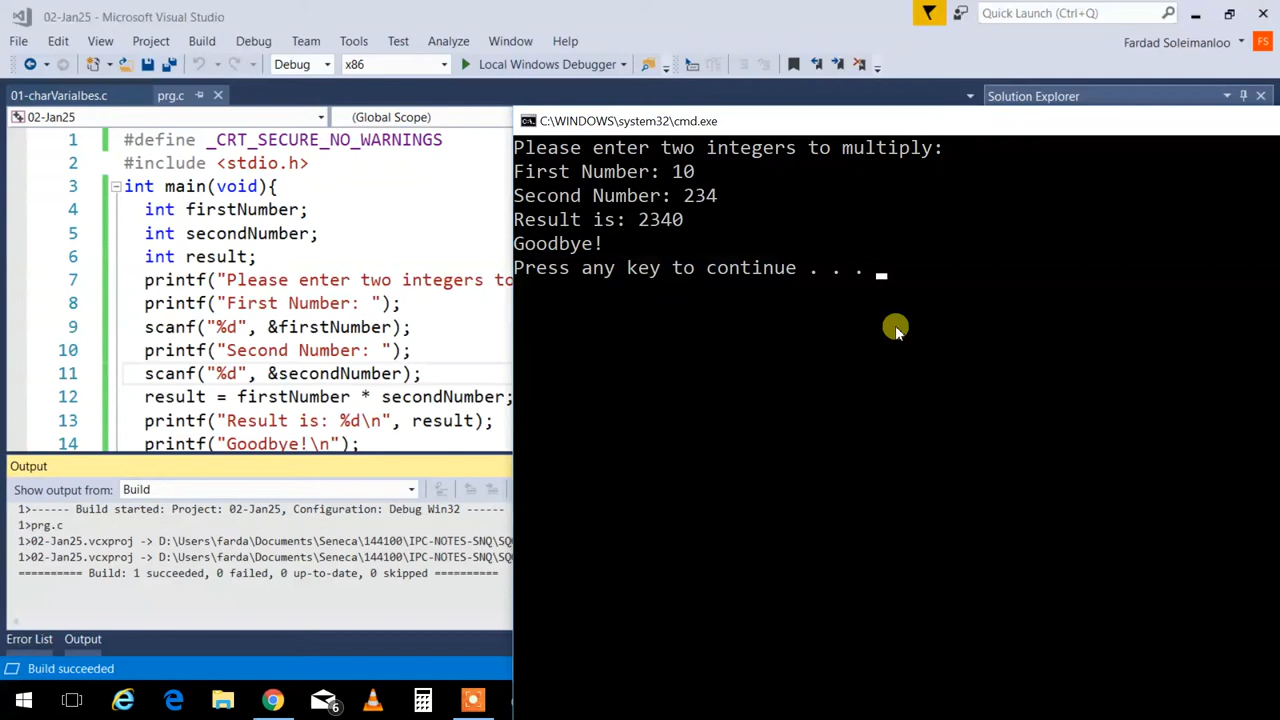 02-Jan25 - Microsoft Visual Studio
Quick Launch (Ctrl+Q)
File Edit View Project Build Debug Team Tools Test Analyze Window Help
Fardad Soleimanloo
FS
Debug x86 Local Windows Debugger
01-charVarialbes.c prg.c
Solution Explorer
02-Jan25 (Global Scope)
1 #define _CRT_SECURE_NO_WARNINGS
2 #include <stdio.h>
3 int main(void){
4 int firstNumber;
5 int secondNumber;
6 int result;
7 printf("Please enter two integers to
8 printf("First Number: ");
9 scanf("%d", &firstNumber);
10 printf("Second Number: ");
11 scanf("%d", &secondNumber);
12 result = firstNumber * secondNumber;
13 printf("Result is: %d\n", result);
14 printf("Goodbye!\n");
C:\WINDOWS\system32\cmd.exe
Please enter two integers to multiply:
First Number: 10
Second Number: 234
Result is: 2340
Goodbye!
Press any key to continue . . .
Output
Show output from: Build
1>------ Build started: Project: 02-Jan25, Configuration: Debug Win32 ------
1>prg.c
1>02-Jan25.vcxproj -> D:\Users\farda\Documents\Seneca\144100\IPC-NOTES-SNQ\SQ
1>02-Jan25.vcxproj -> D:\Users\farda\Documents\Seneca\144100\IPC-NOTES-SNQ\SQ
========== Build: 1 succeeded, 0 failed, 0 up-to-date, 0 skipped ==========
Error List Output
Build succeeded
6